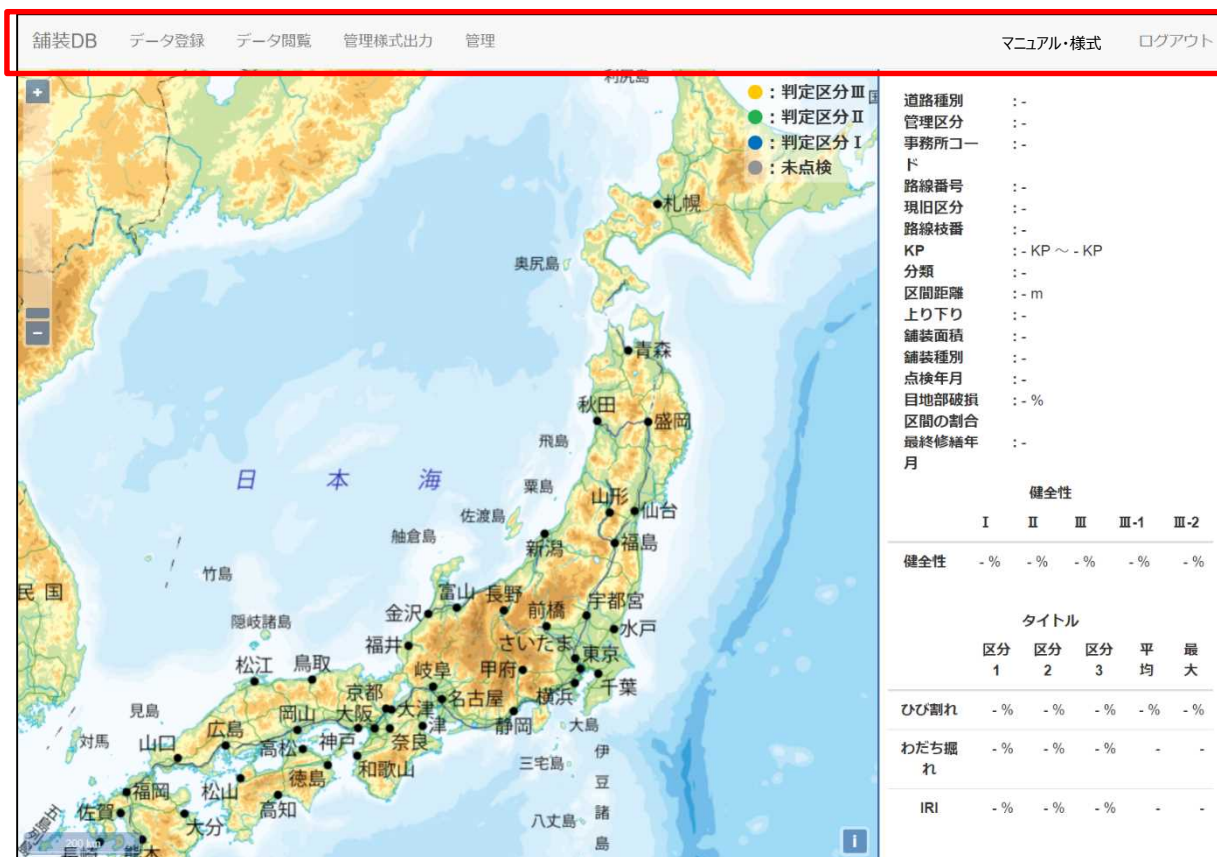 舗装DB データ登録 データ閲覧 管理様式出力 管理 マニュアル・様式 ログアウト
+
−
利尻島
：判定区分Ⅲ
：判定区分Ⅱ
：判定区分Ⅰ
：未点検
国
札幌
奥尻島
青森
秋田
盛岡
飛島
日本海
粟島
山形
仙台
佐渡島
舳倉島
新潟
福島
竹島
民国
富山
長野
宇都宮
金沢
前橋
水戸
隠岐諸島
さいたま
福井
東京
松江
鳥取
岐阜
甲府
千葉
横浜
京都
大津
名古屋
見島
岡山
大阪
静岡
大島
津
広島
対馬
山口
神戸
奈良
高松
伊豆諸島
和歌山
三宅島
徳島
福岡
松山
高知
佐賀
大分
八丈島
五島列島
200 km
長崎
熊本
i
道路種別 : -
管理区分 : -
事務所コー : -
ド
路線番号 : -
現旧区分 : -
路線枝番 : -
KP : - KP ～ - KP
分類 : -
区間距離 : - m
上り下り : -
舗装面積 : -
舗装種別 : -
点検年月 : -
目地部破損 : - %
区間の割合
最終修繕年 : -
月
健全性
Ⅰ Ⅱ Ⅲ Ⅲ-1 Ⅲ-2
健全性 - % - % - % - % - %
タイトル
区分 区分 区分 平 最
1 2 3 均 大
ひび割れ - % - % - % - % - %
わだち掘 - % - % - % - -
れ
IRI - % - % - % - -